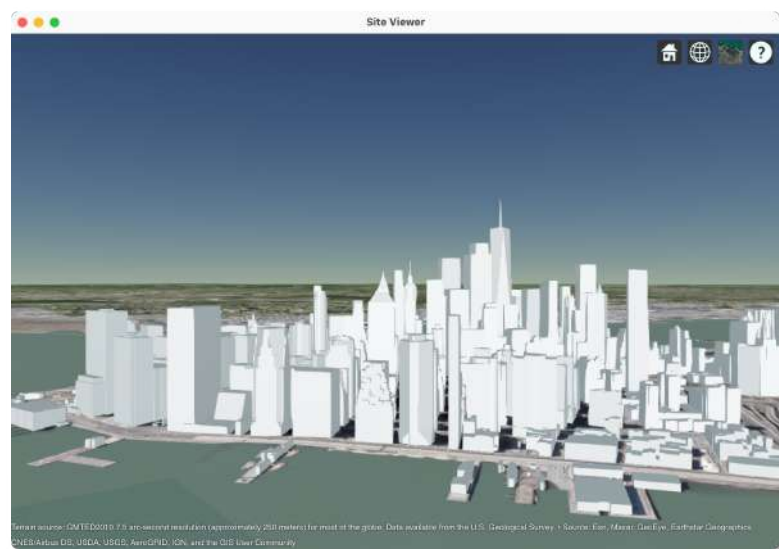 Site Viewer
?
Terrain source: GMTED2010 7.5 arc-second resolution (approximately 250 meters) for most of the globe. Data available from the U.S. Geological Survey. • Source: Esri, Maxar, GeoEye, Earthstar Geographics,
CNES/Airbus DS, USDA, USGS, AeroGRID, IGN, and the GIS User Community